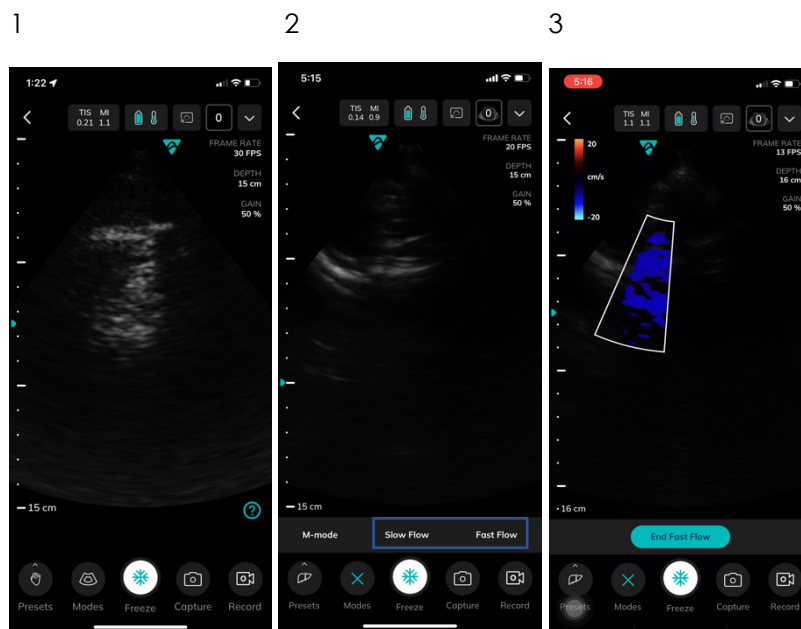 1
2
3
1:22
TIS MI
0.21 1.1
0
FRAME RATE
30 FPS
DEPTH
15 cm
GAIN
50 %
15 cm
?
Presets
Modes
Freeze
Capture
Record
5:15
TIS MI
0.14 0.9
0
FRAME RATE
20 FPS
DEPTH
15 cm
GAIN
50 %
15 cm
M-mode
Slow Flow
Fast Flow
Presets
Modes
Freeze
Capture
Record
5:16
TIS MI
1.1 1.1
0
20
cm/s
-20
FRAME RATE
13 FPS
DEPTH
16 cm
GAIN
50 %
16 cm
End Fast Flow
Presets
Modes
Freeze
Capture
Record